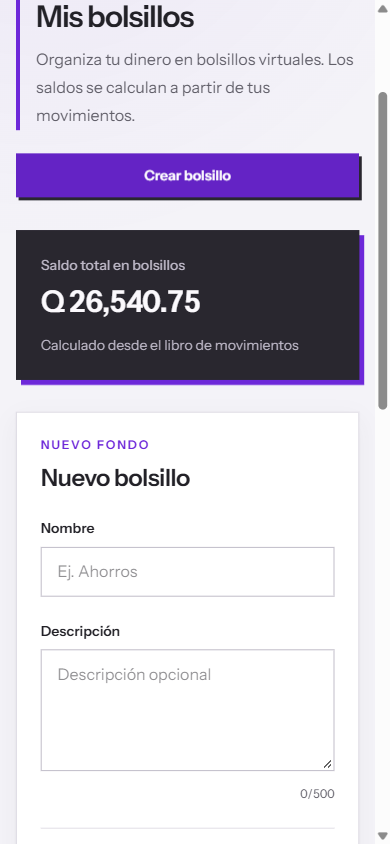 Mis bolsillos
Organiza tu dinero en bolsillos virtuales. Los
saldos se calculan a partir de tus
movimientos.
Crear bolsillo
Saldo total en bolsillos
Q 26,540.75
Calculado desde el libro de movimientos
NUEVO FONDO
Nuevo bolsillo
Nombre
Ej. Ahorros
Descripción
Descripción opcional
0/500